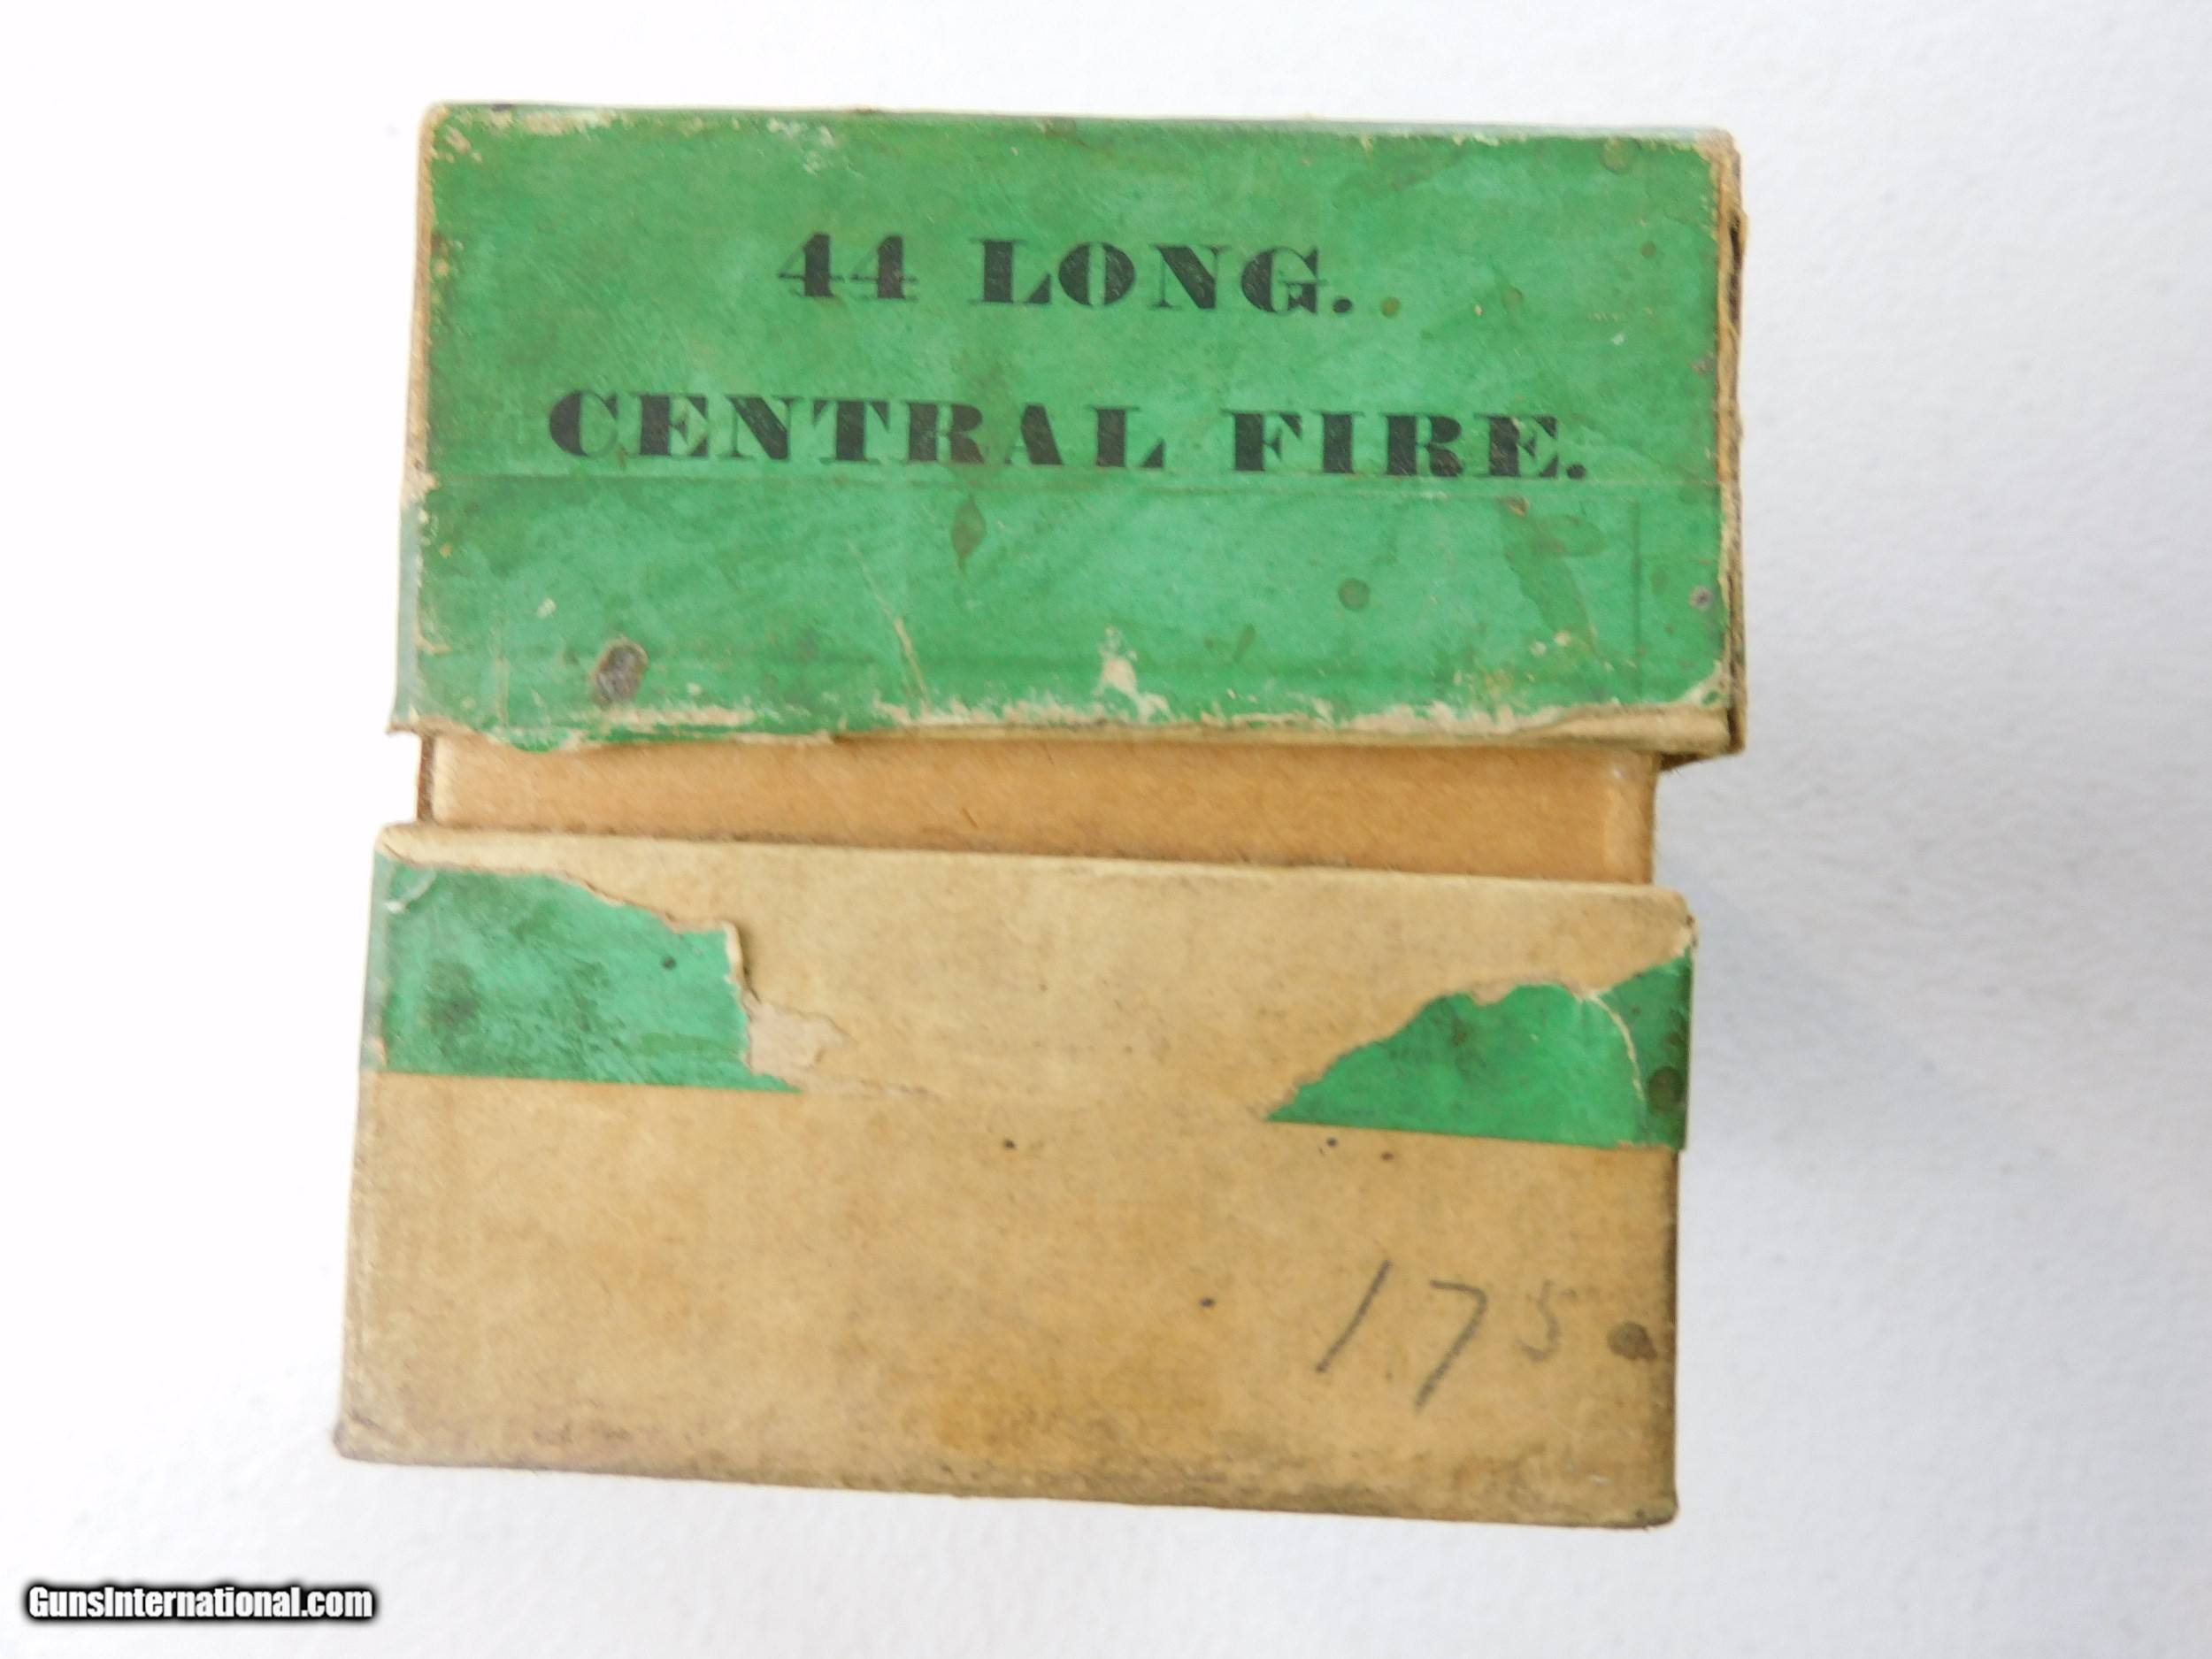 44 LONG.
CENTRAL FIRE.
175
GunsInternational.com